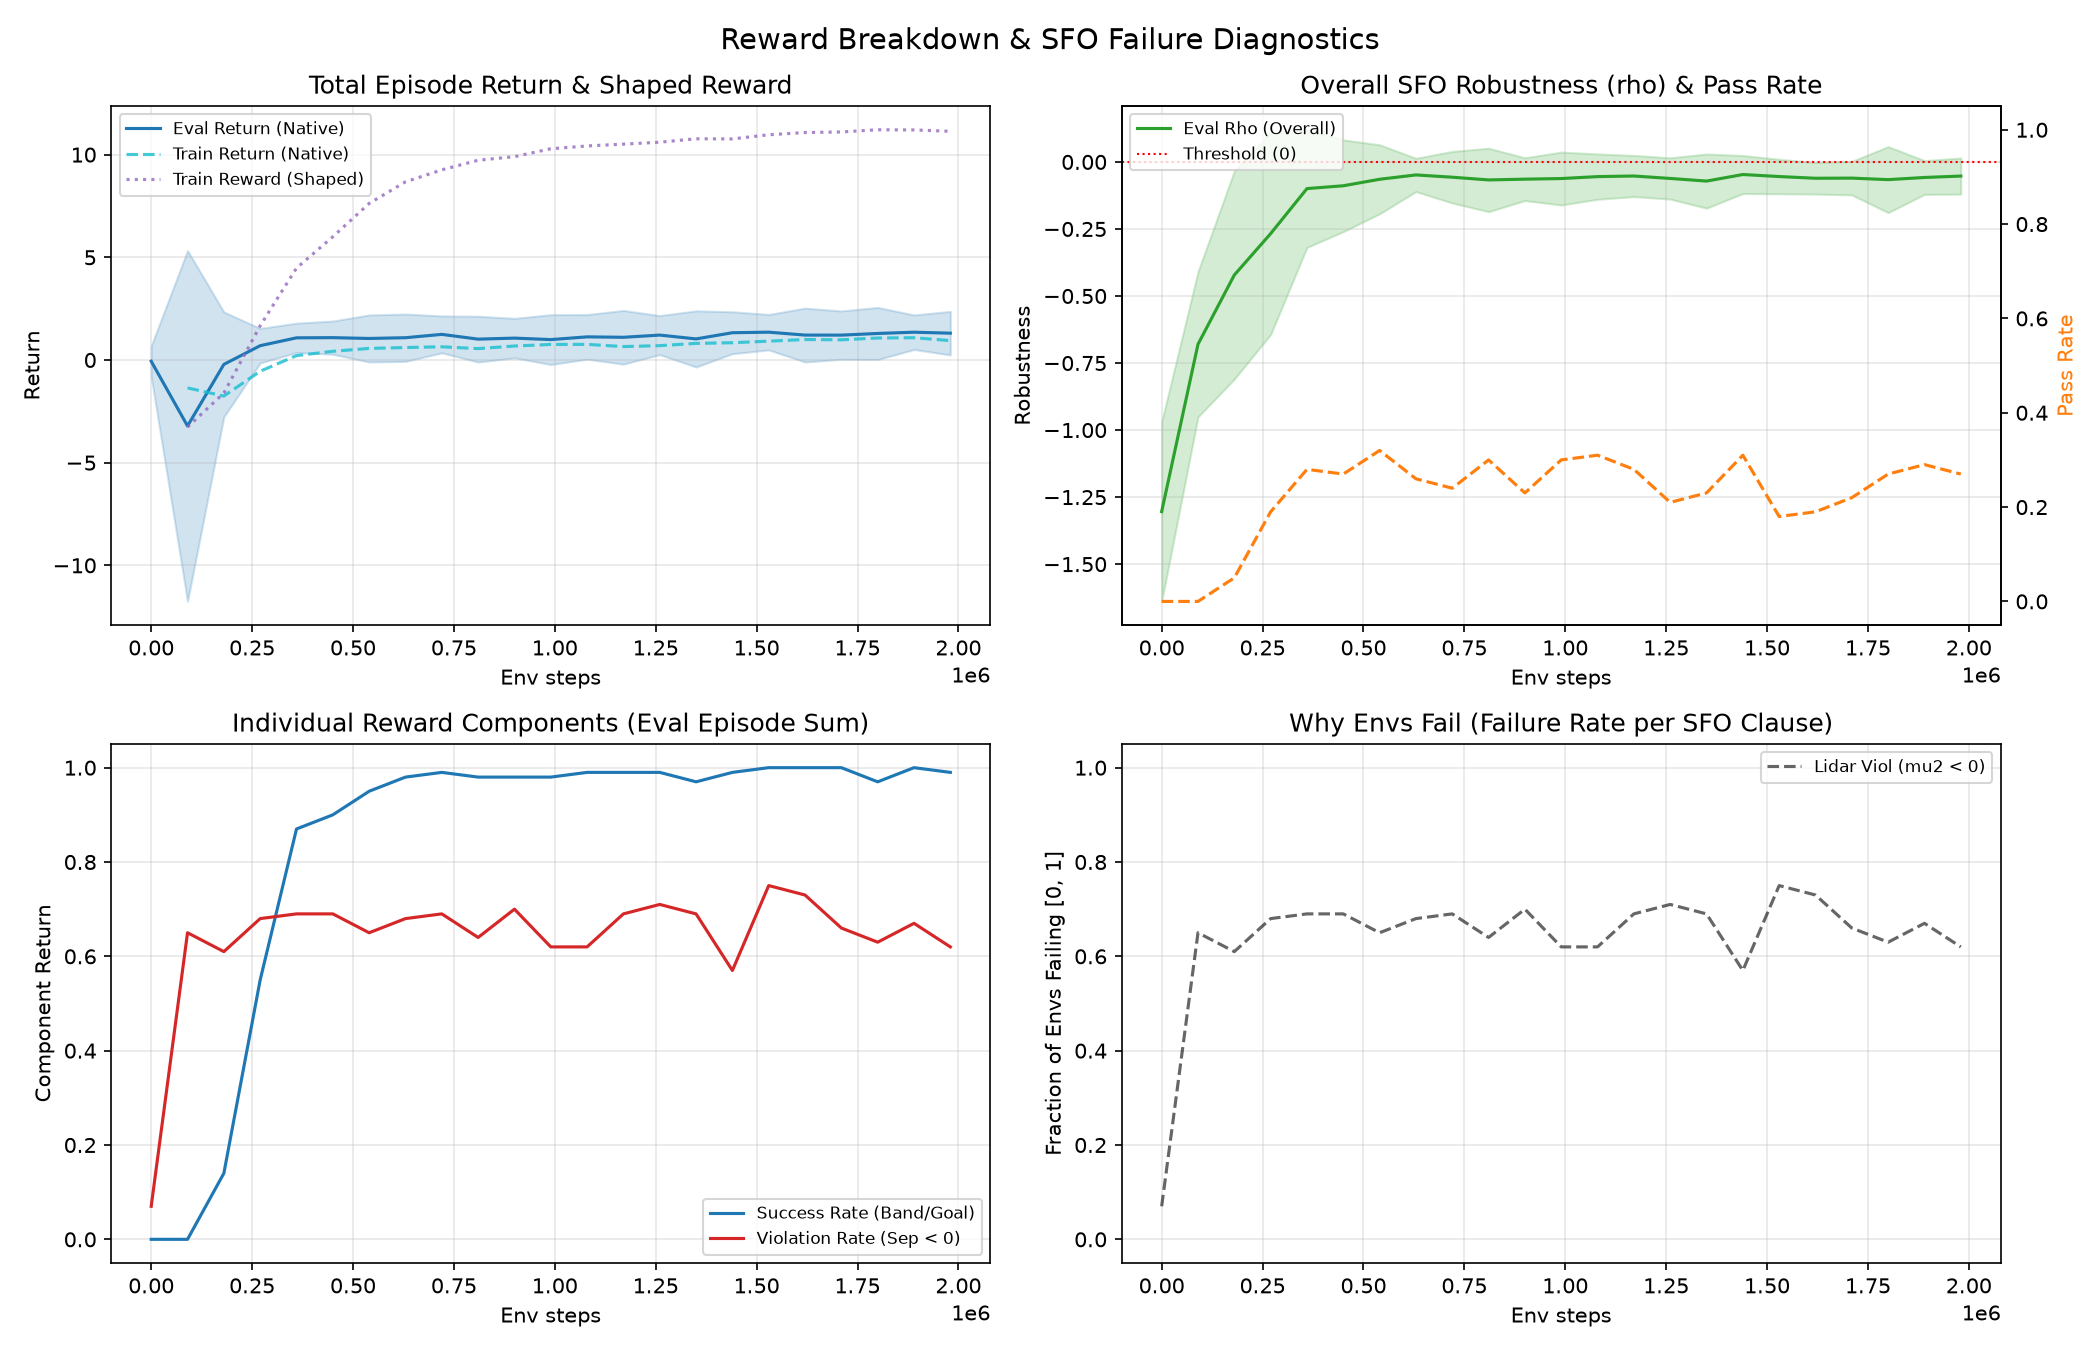 Reward Breakdown & SFO Failure Diagnostics
Total Episode Return & Shaped Reward
Eval Return (Native)
Train Return (Native)
Train Reward (Shaped)
10
5
0
−5
−10
Return
0.00 0.25 0.50 0.75 1.00 1.25 1.50 1.75 2.00
1e6
Env steps
Overall SFO Robustness (rho) & Pass Rate
Eval Rho (Overall)
Threshold (0)
0.00
−0.25
−0.50
−0.75
−1.00
−1.25
−1.50
Robustness
1.0
0.8
0.6
0.4
0.2
0.0
Pass Rate
0.00 0.25 0.50 0.75 1.00 1.25 1.50 1.75 2.00
1e6
Env steps
Individual Reward Components (Eval Episode Sum)
1.0
0.8
0.6
0.4
0.2
0.0
Component Return
Success Rate (Band/Goal)
Violation Rate (Sep < 0)
0.00 0.25 0.50 0.75 1.00 1.25 1.50 1.75 2.00
1e6
Env steps
Why Envs Fail (Failure Rate per SFO Clause)
Lidar Viol (mu2 < 0)
1.0
0.8
0.6
0.4
0.2
0.0
Fraction of Envs Failing [0, 1]
0.00 0.25 0.50 0.75 1.00 1.25 1.50 1.75 2.00
1e6
Env steps